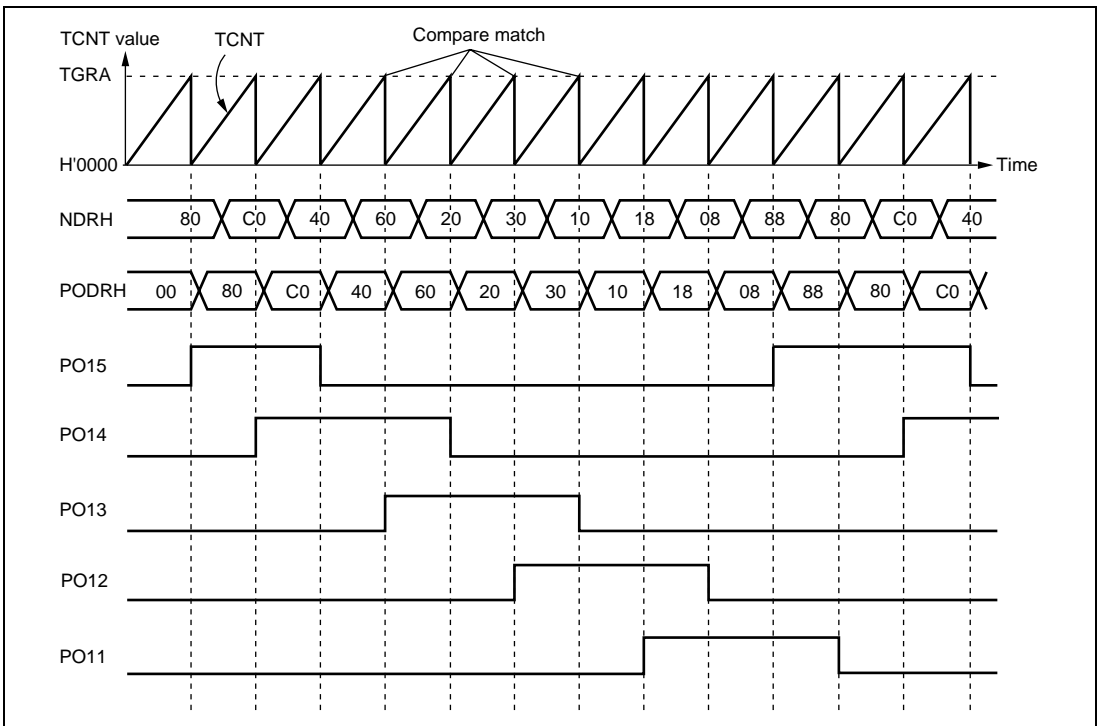 TCNT value TCNT Compare match
TGRA
H'0000 Time
NDRH 80 C0 40 60 20 30 10 18 08 88 80 C0 40
PODRH 00 80 C0 40 60 20 30 10 18 08 88 80 C0
PO15
PO14
PO13
PO12
PO11